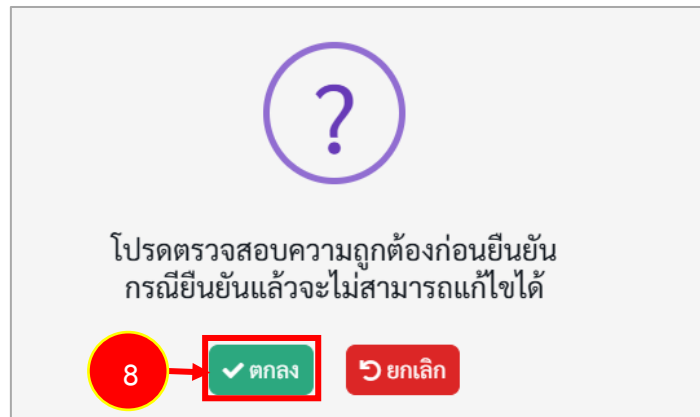 ?
โปรดตรวจสอบความถูกต้องก่อนยืนยัน
กรณียืนยันแล้วจะไม่สามารถแก้ไขได้
8 ตกลง ยกเลิก